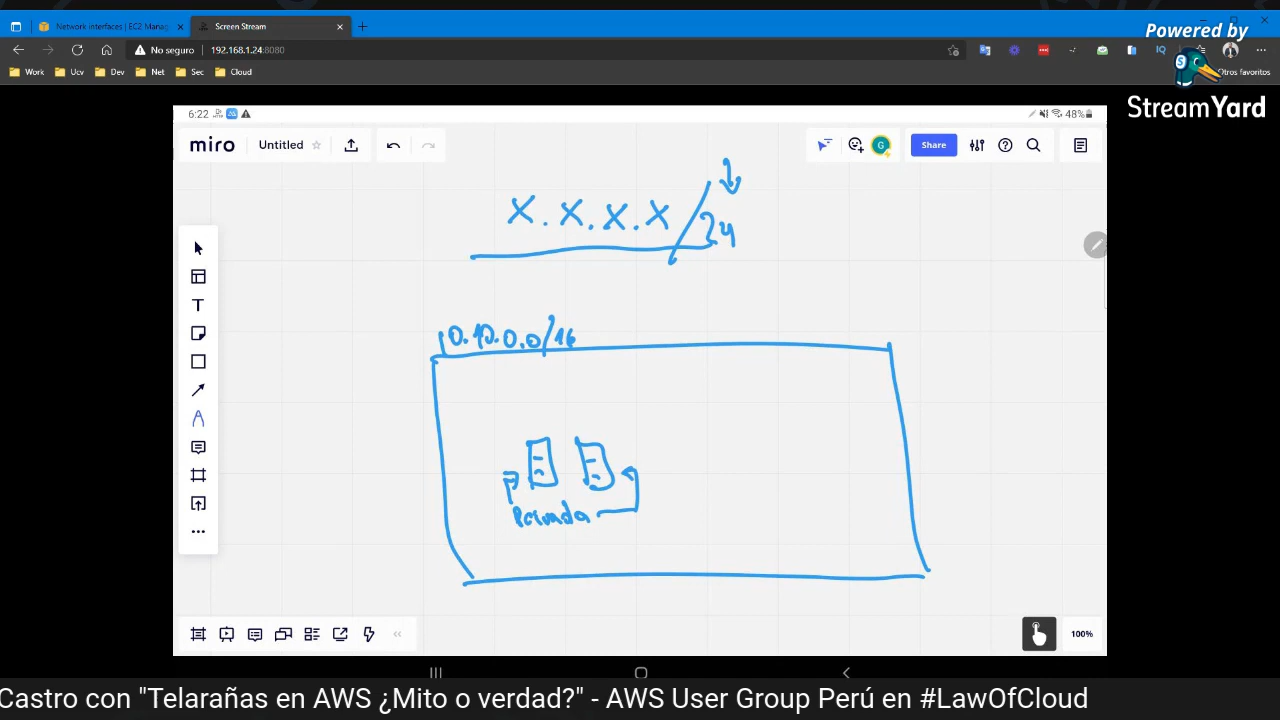 Network interfaces | EC2 Manag
Screen Stream
No seguro
192.168.1.24:8080
Work
Ucv
Dev
Net
Sec
Cloud
Otros favoritos
Powered by
StreamYard
6:22
48%
miro
Untitled
G
Share
X.X.X.X/24
10.10.0.0/16
Privada
100%
Castro con "Telarañas en AWS ¿Mito o verdad?" - AWS User Group Perú en #LawOfCloud